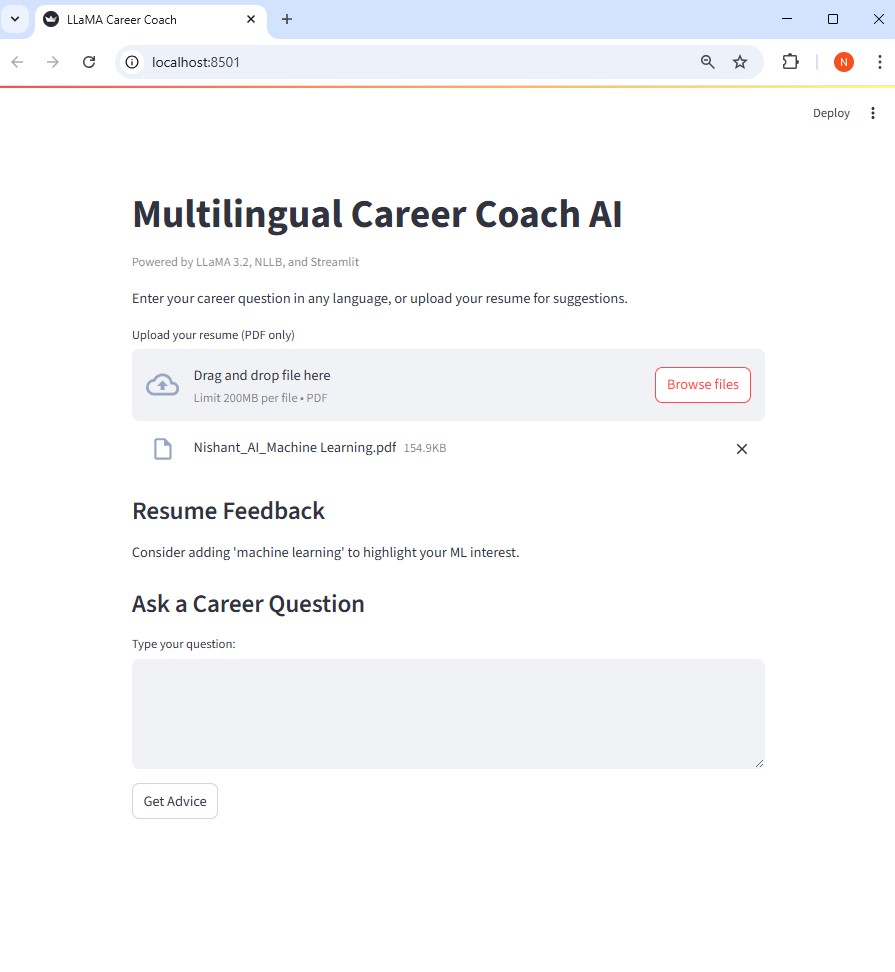 LLaMA Career Coach
localhost:8501
N
Deploy
Multilingual Career Coach AI
Powered by LLaMA 3.2, NLLB, and Streamlit
Enter your career question in any language, or upload your resume for suggestions.
Upload your resume (PDF only)
Drag and drop file here
Limit 200MB per file • PDF
Browse files
Nishant_AI_Machine Learning.pdf 154.9KB
Resume Feedback
Consider adding 'machine learning' to highlight your ML interest.
Ask a Career Question
Type your question:
Get Advice